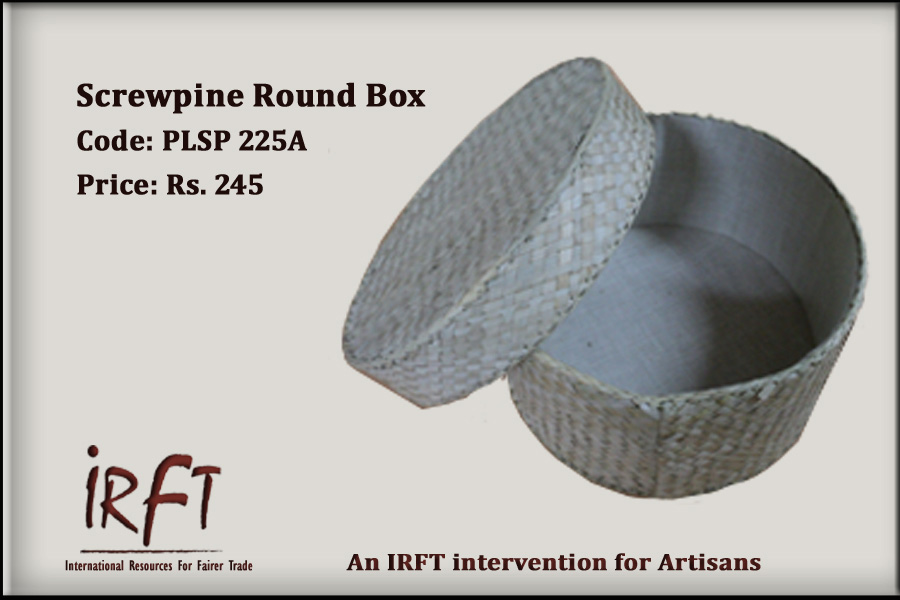 Screwpine Round Box
Code: PLSP 225A
Price: Rs. 245
iRFT
International Resources For Fairer Trade
An IRFT intervention for Artisans